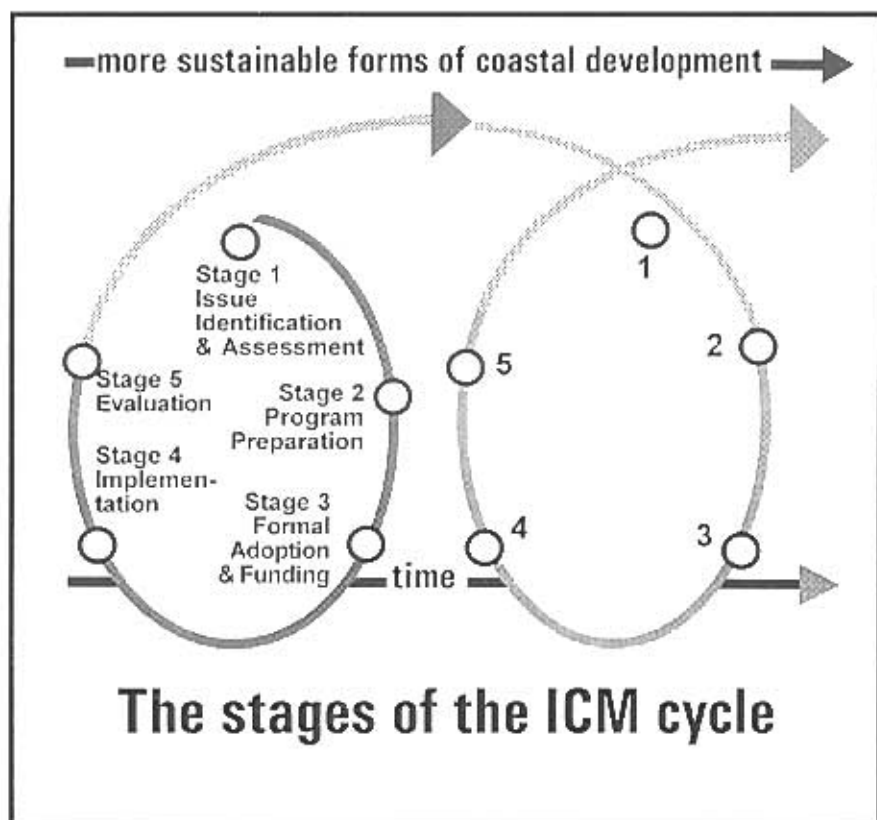 more sustainable forms of coastal development
Stage 1
Issue
Identification
& Assessment
Stage 2
Program
Preparation
Stage 3
Formal
Adoption
& Funding
Stage 4
Implemen-
tation
Stage 5
Evaluation
1
2
3
4
5
time
The stages of the ICM cycle